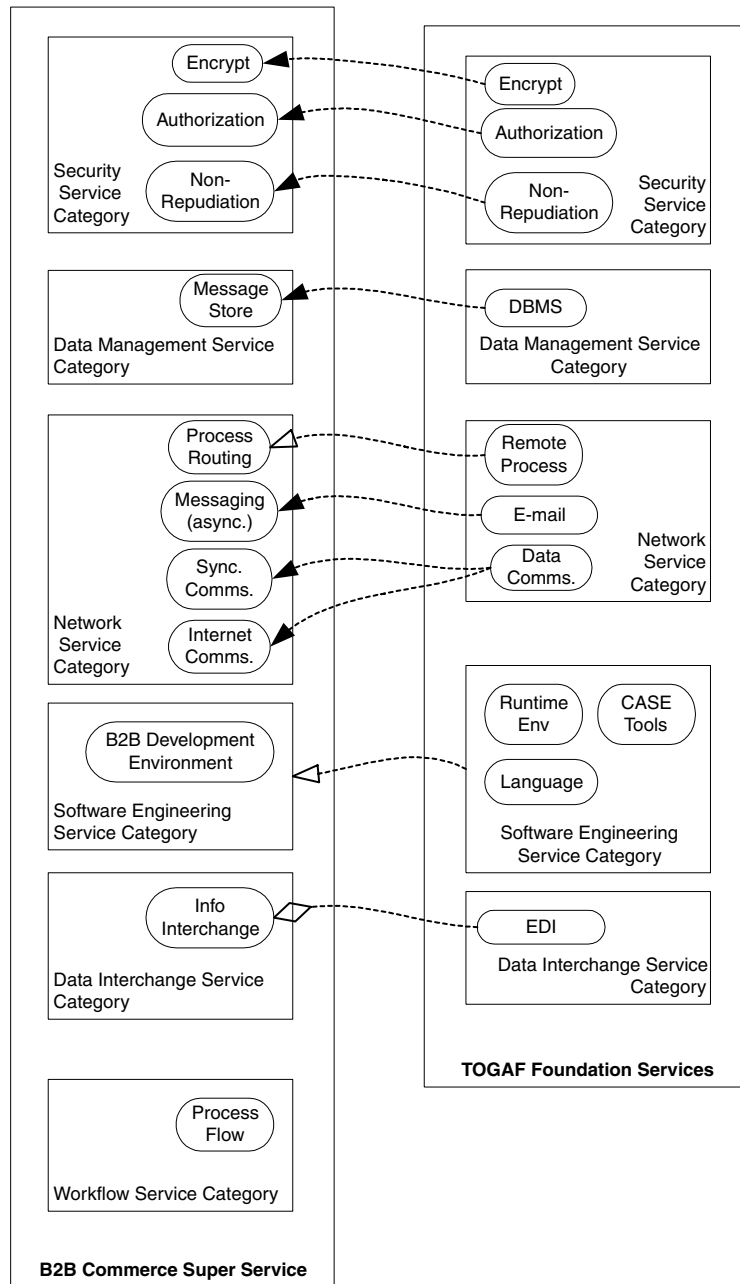 Encrypt
Authorization
Security
Service
Category
Non-
Repudiation
Message
Store
Data Management Service
Category
Process
Routing
Messaging
(async.)
Sync.
Comms.
Network
Service
Category
Internet
Comms.
B2B Development
Environment
Software Engineering
Service Category
Info
Interchange
Data Interchange Service
Category
Process
Flow
Workflow Service Category
B2B Commerce Super Service
Encrypt
Authorization
Non-
Repudiation
Security
Service
Category
DBMS
Data Management Service
Category
Remote
Process
E-mail
Data
Comms.
Network
Service
Category
Runtime
Env
CASE
Tools
Language
Software Engineering
Service Category
EDI
Data Interchange Service
Category
TOGAF Foundation Services